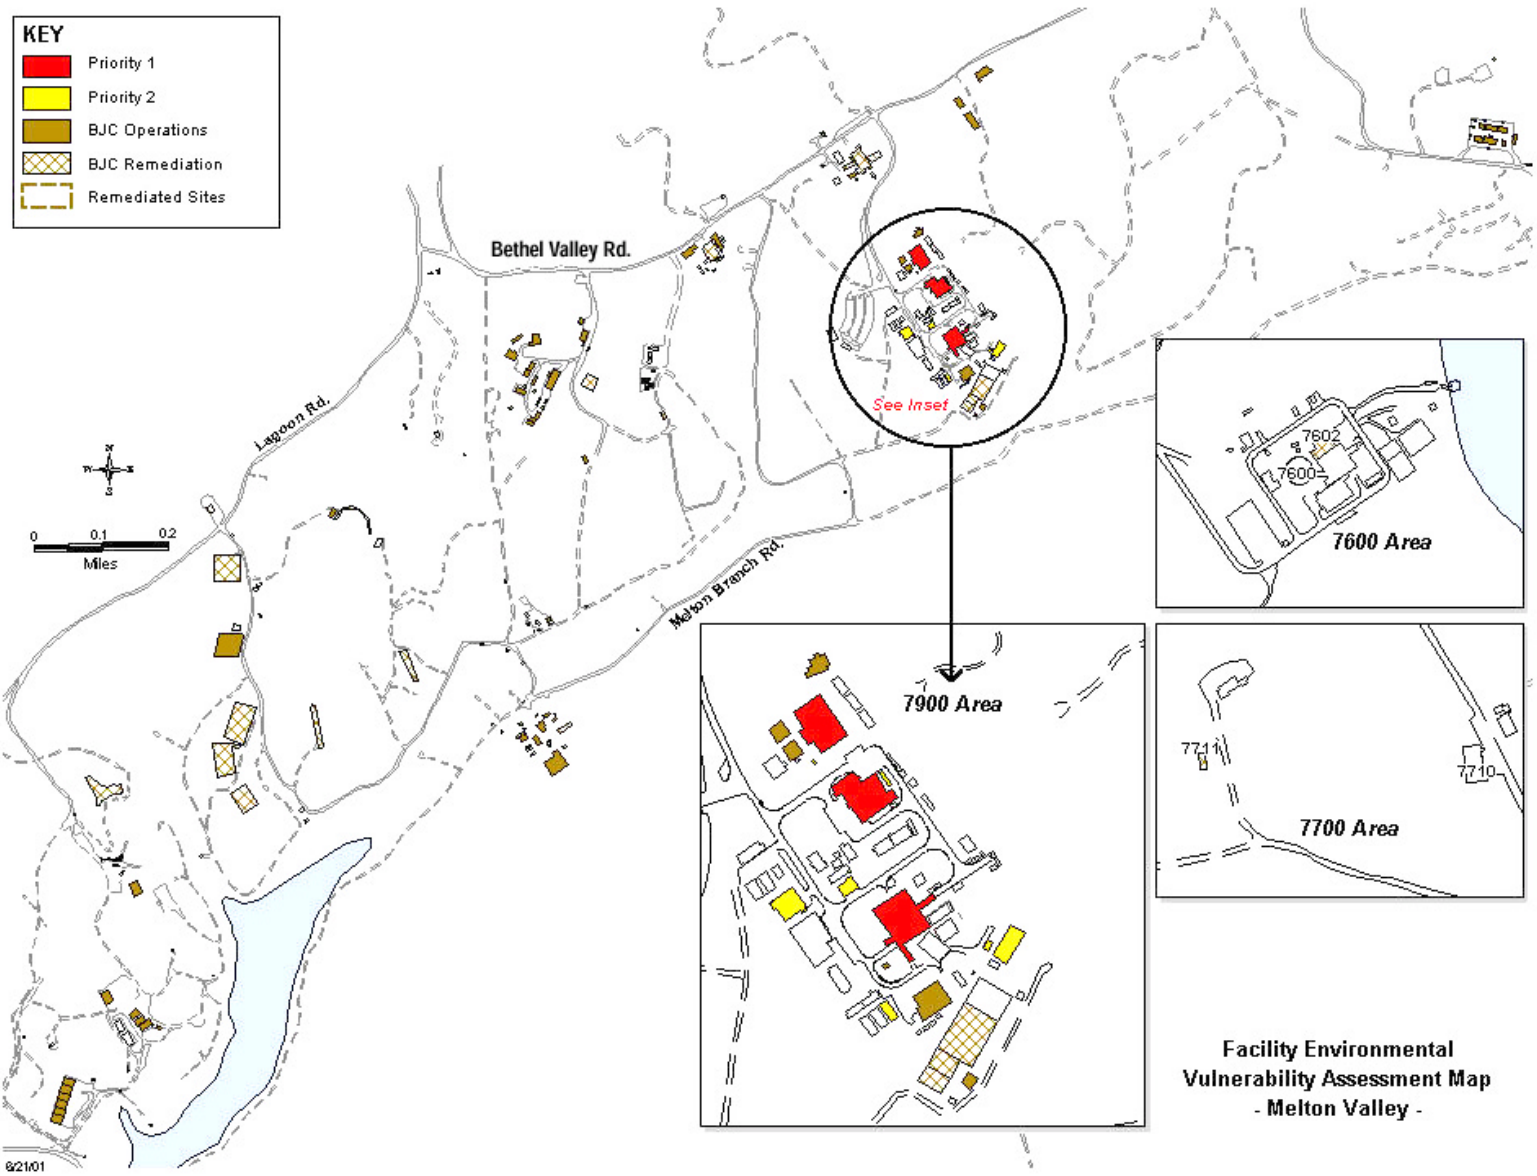 KEY
Priority 1
Priority 2
BJC Operations
BJC Remediation
Remediated Sites
Bethel Valley Rd.
See Inset
Lagoon Rd.
N
W E
S
0 0.1 0.2
Miles
Melton Branch Rd.
7602
7600
7600 Area
7900 Area
7711
7710
7700 Area
Facility Environmental
Vulnerability Assessment Map
- Melton Valley -
6/21/01